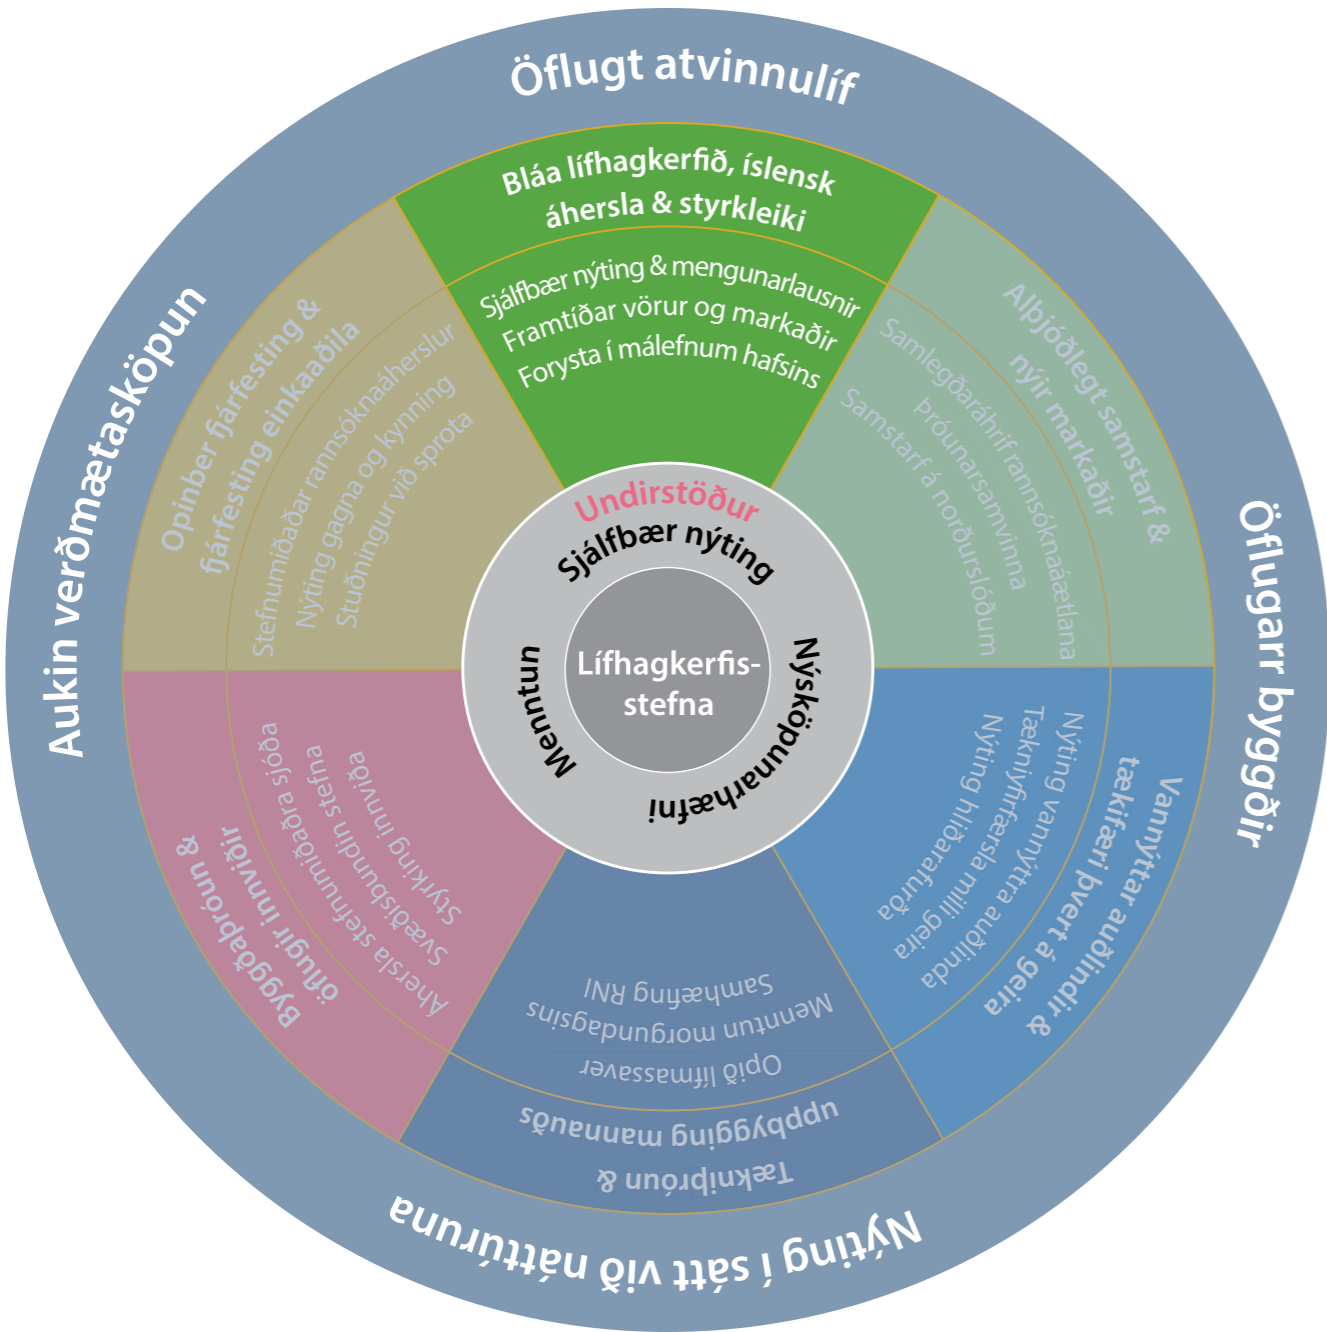 Öflugt atvinnulíf
Bláa lífhagkerfið, íslensk
áhersla & styrkleiki
Sjálfbær nýting & mengunarlausnir
Framtíðar vörur og markaðir
Forysta í málefnum hafsins
Alþjóðlegt samstarf &
nýir markaðir
Samlegðaráhrif rannsóknaáætlana
Þróunarsamvinna
Samstarf á norðurslóðum
Öflugarr byggðir
Vannýttar auðlindir &
tækifæri þvert á geira
Nýting vannýttra auðlinda
Tækniyfirfærsla milli geira
Nýting hliðarafurða
Nýting í sátt við náttúruna
Tækniþróun &
uppbygging mannauðs
Opið lífmassaver
Menntun morgundagsins
Samhæfing RNI
Byggðaþróun &
öflugir innviðir
Áhersla stefnumiðaðra sjóða
Svæðisbundin stefna
Styrking innviða
Aukin verðmætasköpun
Opinber fjárfesting &
fjárfesting einkaaðila
Stefnumiðaðar rannsóknaáherslur
Nýting gagna og kynning
Stuðningur við sprota
Undirstöður
Sjálfbær nýting
Nýsköpunarhæfni
Menntun
Lífhagkerfis-
stefna